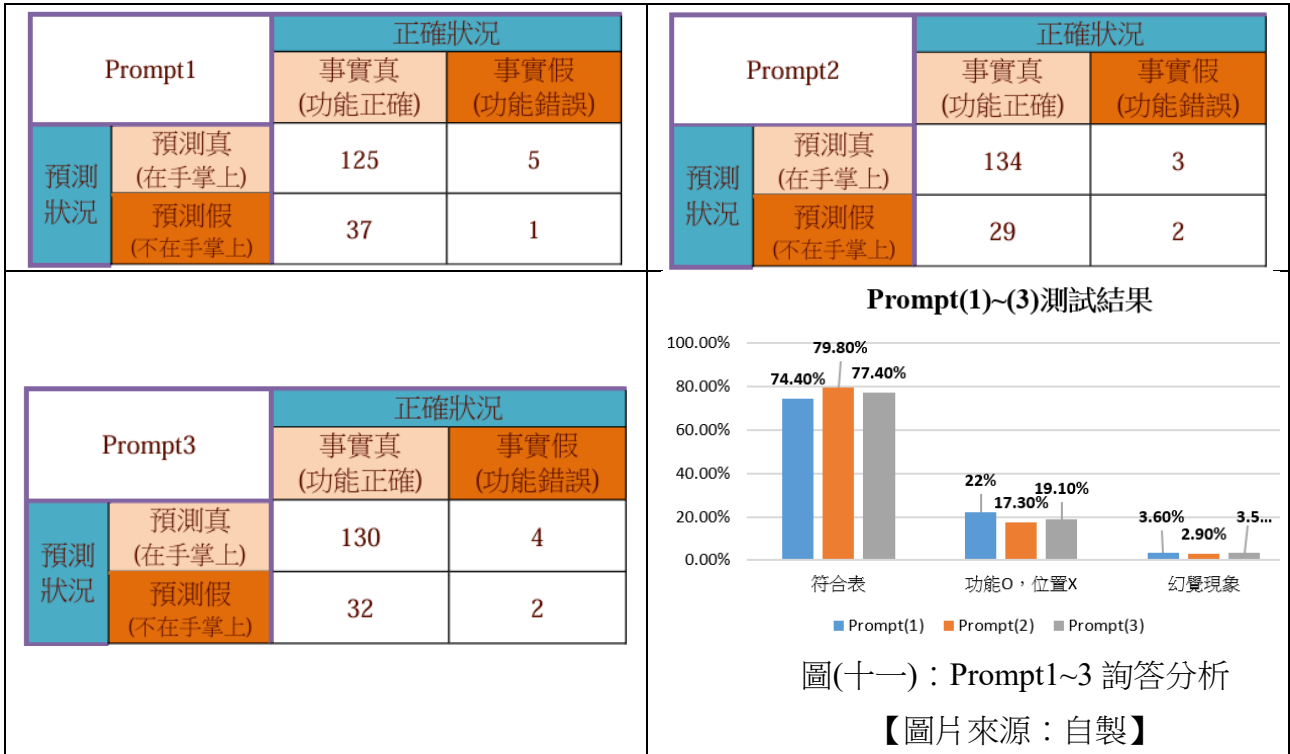 Prompt1
正確狀況
事實真
(功能正確)
事實假
(功能錯誤)
預測
狀況
預測真
(在手掌上)
125
5
預測假
(不在手掌上)
37
1
Prompt2
正確狀況
事實真
(功能正確)
事實假
(功能錯誤)
預測
狀況
預測真
(在手掌上)
134
3
預測假
(不在手掌上)
29
2
Prompt3
正確狀況
事實真
(功能正確)
事實假
(功能錯誤)
預測
狀況
預測真
(在手掌上)
130
4
預測假
(不在手掌上)
32
2
Prompt(1)~(3)測試結果
100.00%
80.00%
60.00%
40.00%
20.00%
0.00%
74.40%
79.80%
77.40%
22%
17.30%
19.10%
3.60%
2.90%
3.5...
符合表
功能O，位置X
幻覺現象
Prompt(1) Prompt(2) Prompt(3)
圖(十一)：Prompt1~3 詢答分析
【圖片來源：自製】